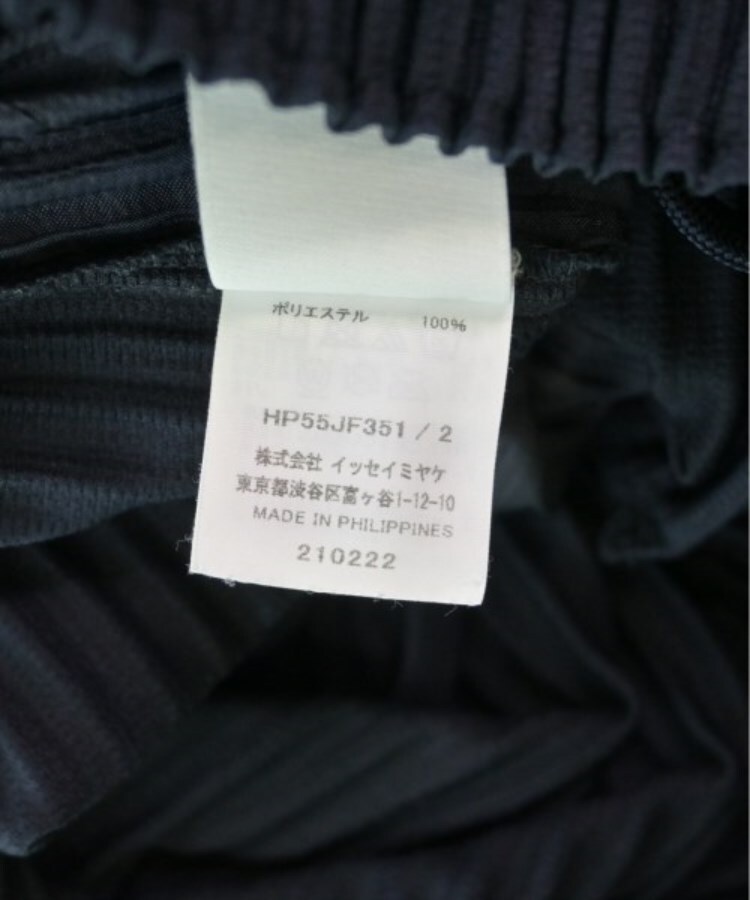 ポリエステル 100%
HP55JF351 / 2
株式会社 イッセイミヤケ
東京都渋谷区富ヶ谷1-12-10
MADE IN PHILIPPINES
210222